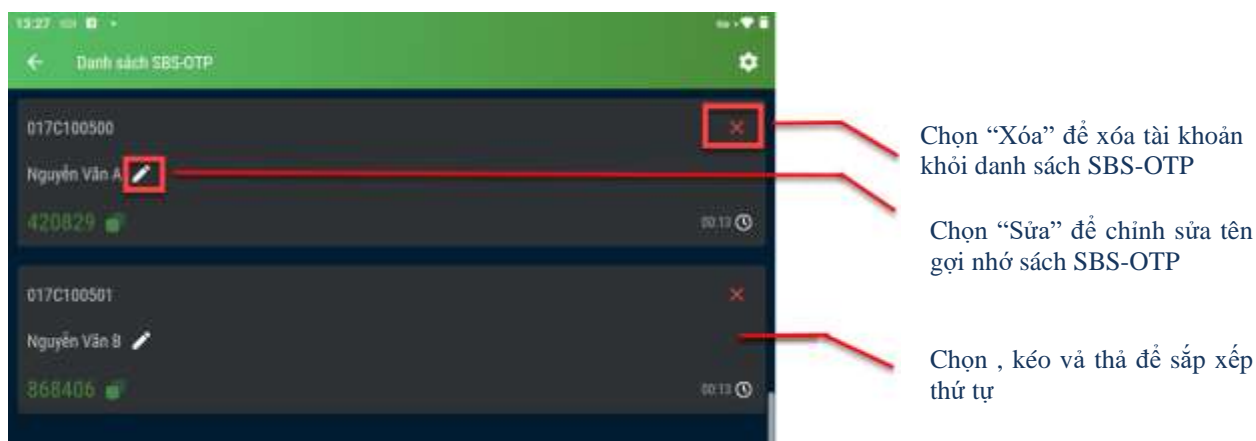 13:27
Danh sách SBS-OTP
017C100500
Nguyễn Văn A
420829
00:13
017C100501
Nguyễn Văn B
868406
00:13
Chọn “Xóa” để xóa tài khoản
khỏi danh sách SBS-OTP
Chọn “Sửa” để chỉnh sửa tên
gợi nhớ sách SBS-OTP
Chọn , kéo vả thả để sắp xếp
thứ tự